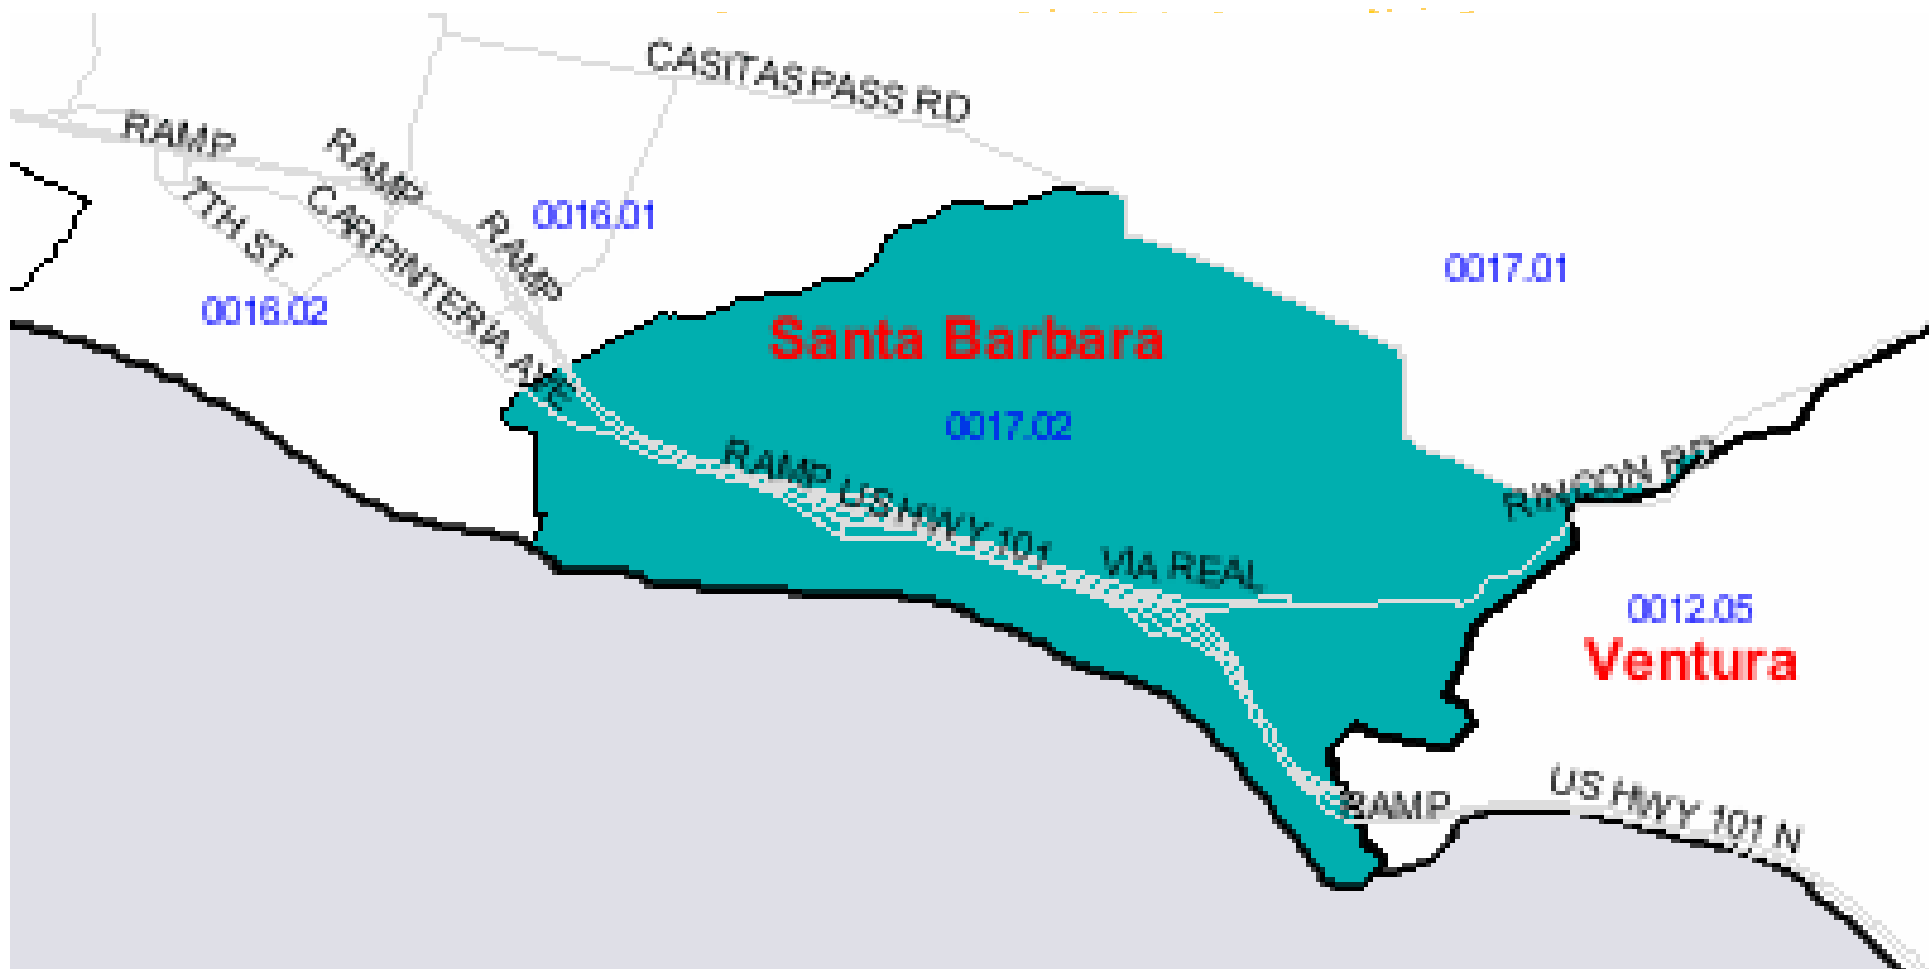 CASITAS PASS RD
RAMP
RAMP
7TH ST
CARPINTERIA AVE
RAMP
0016.01
0016.02
0017.01
Santa Barbara
0017.02
RAMP US HWY 101
VIA REAL
RINCON RD
0012.05
Ventura
RAMP
US HWY 101 N